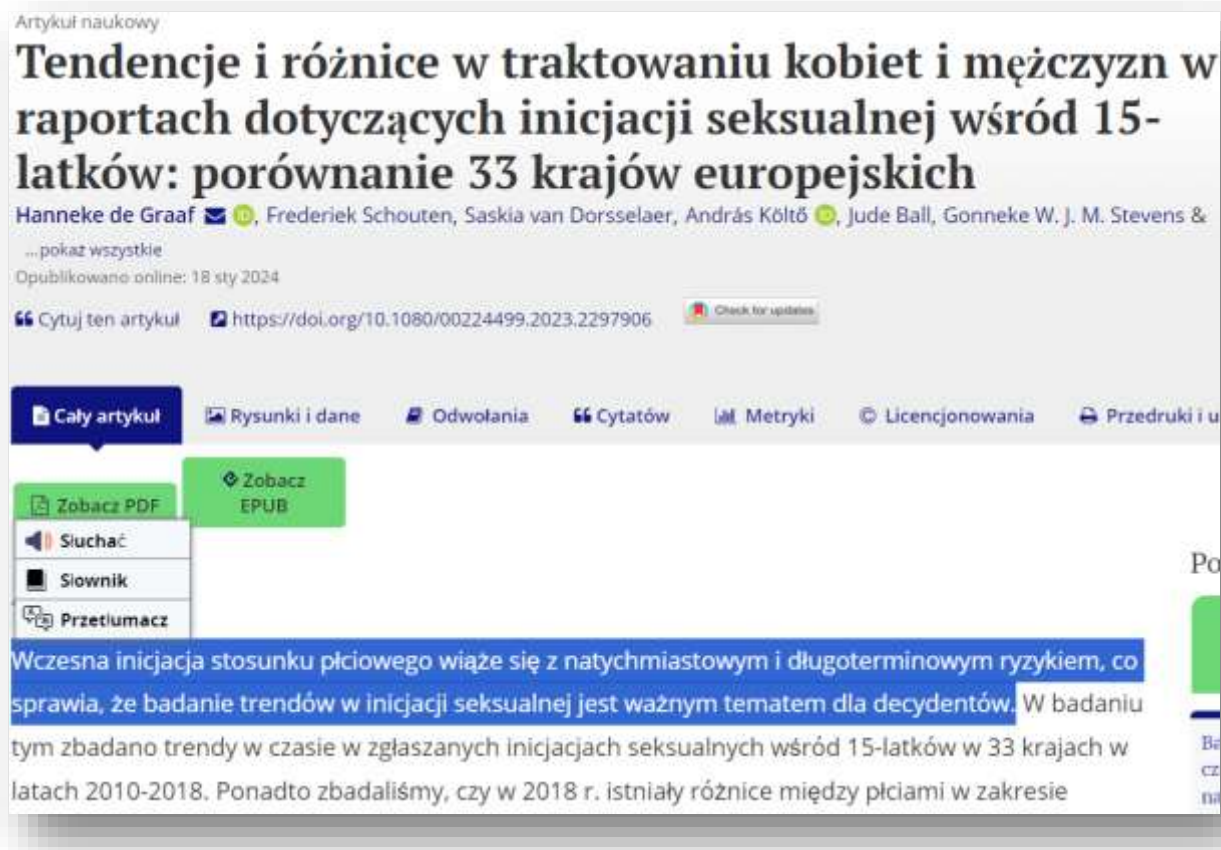 Artykuł naukowy
Tendencje i różnice w traktowaniu kobiet i mężczyzn w
raportach dotyczących inicjacji seksualnej wśród 15-
latków: porównanie 33 krajów europejskich
Hanneke de Graaf iD, Frederiek Schouten, Saskia van Dorsselaer, András Költő iD, Jude Ball, Gonneke W. J. M. Stevens &
...pokaż wszystkie
Opublikowano online: 18 sty 2024
Cytuj ten artykuł https://doi.org/10.1080/00224499.2023.2297906 Check for updates
Cały artykuł Rysunki i dane Odwołania Cytatów Metryki Licencjonowania Przedruki i u
Zobacz PDF
Zobacz
EPUB
Słuchać
Słownik
Przetłumacz
Po
Wczesna inicjacja stosunku płciowego wiąże się z natychmiastowym i długoterminowym ryzykiem, co
sprawia, że badanie trendów w inicjacji seksualnej jest ważnym tematem dla decydentów. W badaniu
tym zbadano trendy w czasie w zgłaszanych inicjacjach seksualnych wśród 15-latków w 33 krajach w
latach 2010-2018. Ponadto zbadaliśmy, czy w 2018 r. istniały różnice między płciami w zakresie
Ba
cz
na